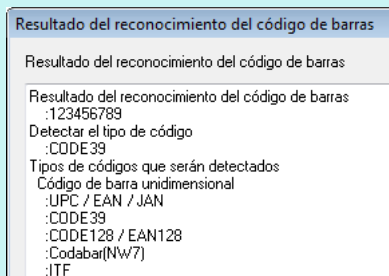 Resultado del reconocimiento del código de barras
Resultado del reconocimiento del código de barras
Resultado del reconocimiento del código de barras
:123456789
Detectar el tipo de código
:CODE39
Tipos de códigos que serán detectados
Código de barra unidimensional
:UPC / EAN / JAN
:CODE39
:CODE128 / EAN128
:Codabar(NW7)
:ITF